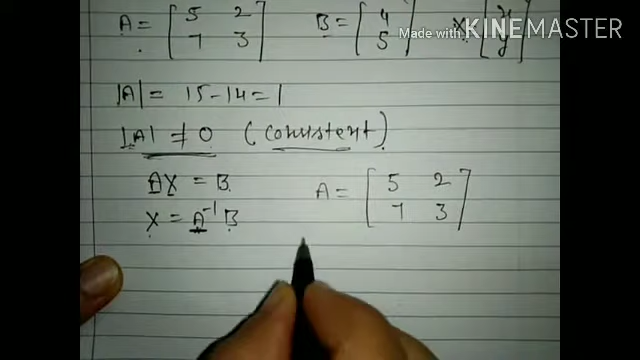 A = [ 5 2 B = [ 4 X [ x
7 3 ] 5 ] y ]
Made with KINEMASTER
|A| = 15 - 14 = 1
|A| ≠ 0 (Consistent)
AX = B A = [ 5 2
X = A⁻¹ B 7 3 ]